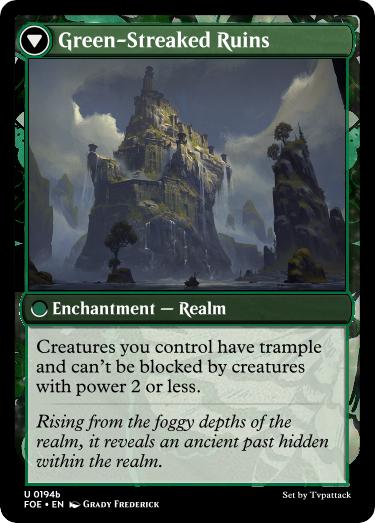 Green-Streaked Ruins
Enchantment — Realm
Creatures you control have trample
and can't be blocked by creatures
with power 2 or less.
Rising from the foggy depths of the
realm, it reveals an ancient past hidden
within the realm.
U 0194b
FOE • EN Grady Frederick
Set by Tvpattack